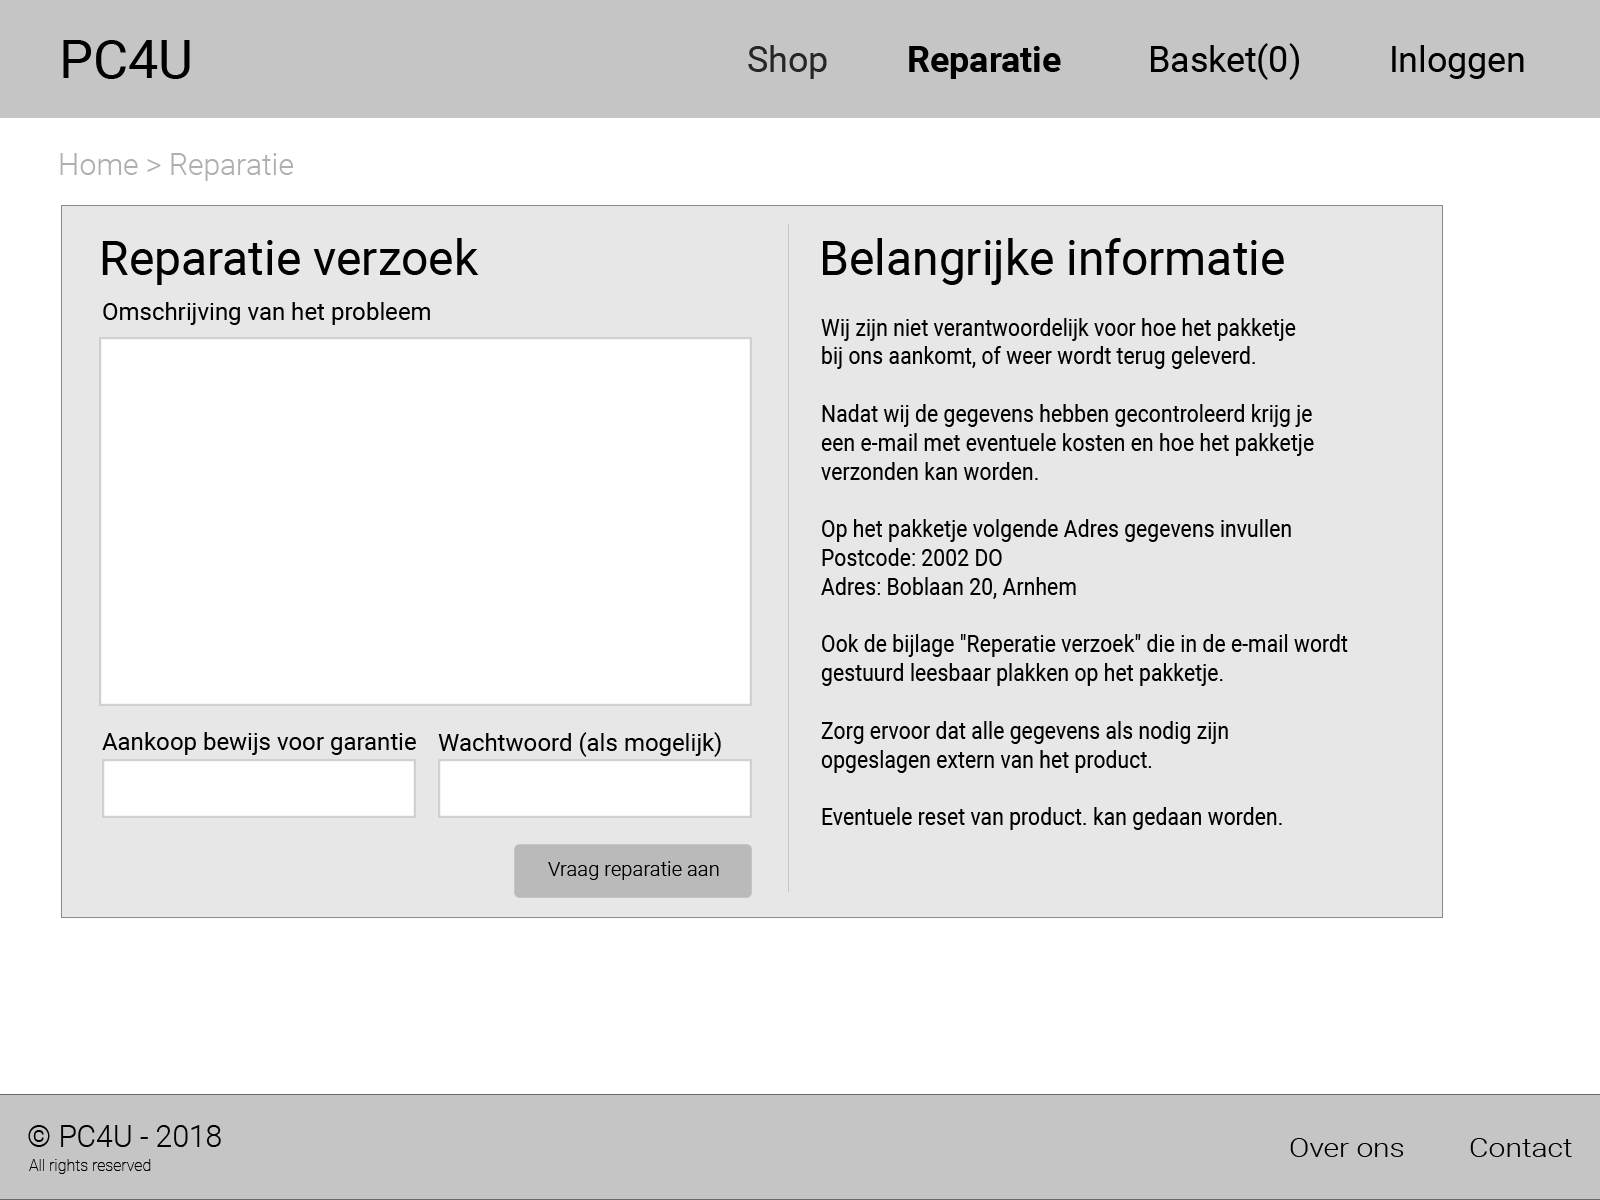 PC4U
Shop
Reparatie
Basket(0)
Inloggen
Home > Reparatie
Reparatie verzoek
Omschrijving van het probleem
Aankoop bewijs voor garantie
Wachtwoord (als mogelijk)
Vraag reparatie aan
Belangrijke informatie
Wij zijn niet verantwoordelijk voor hoe het pakketje
bij ons aankomt, of weer wordt terug geleverd.
Nadat wij de gegevens hebben gecontroleerd krijg je
een e-mail met eventuele kosten en hoe het pakketje
verzonden kan worden.
Op het pakketje volgende Adres gegevens invullen
Postcode: 2002 DO
Adres: Boblaan 20, Arnhem
Ook de bijlage "Reperatie verzoek" die in de e-mail wordt
gestuurd leesbaar plakken op het pakketje.
Zorg ervoor dat alle gegevens als nodig zijn
opgeslagen extern van het product.
Eventuele reset van product. kan gedaan worden.
© PC4U - 2018
All rights reserved
Over ons
Contact